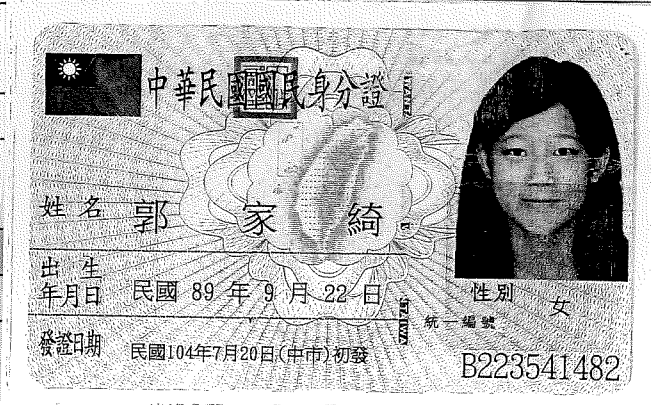 中華民國國民身分證
姓名 郭家綺
出生年月日 民國 89 年 9 月 22 日
性別 女
發證日期 民國104年7月20日(中市)初發
統一編號 B223541482